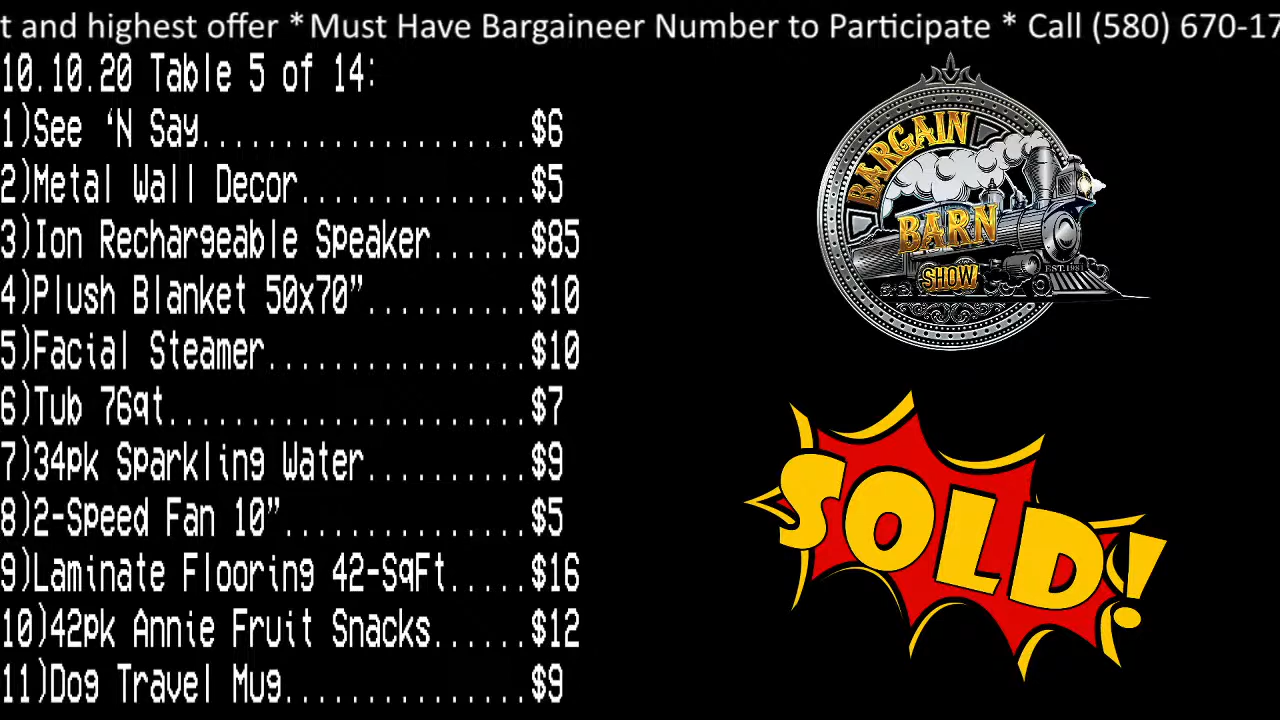 t and highest offer *Must Have Bargaineer Number to Participate * Call (580) 670-17
10.10.20 Table 5 of 14:
1)See ‘N Say....................$6
2)Metal Wall Decor..............$5
3)Ion Rechargeable Speaker......$85
4)Plush Blanket 50x70”..........$10
5)Facial Steamer................$10
6)Tub 76qt......................$7
7)34pk Sparkling Water..........$9
8)2-Speed Fan 10”...............$5
9)Laminate Flooring 42-SqFt.....$16
10)42pk Annie Fruit Snacks......$12
11)Dog Travel Mug...............$9
BARGAIN
BARN
SHOW
EST. 1981
SOLD!